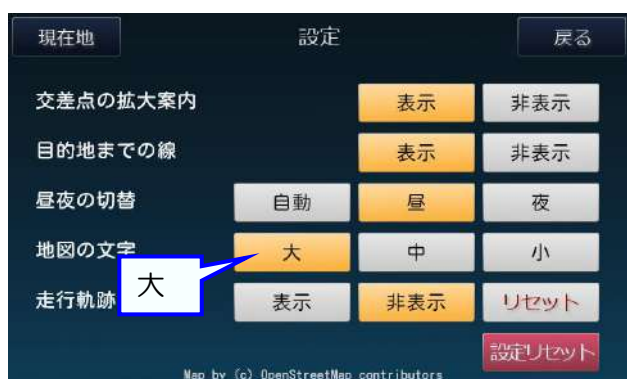 現在地 設定 戻る
交差点の拡大案内 表示 非表示
目的地までの線 表示 非表示
昼夜の切替 自動 昼 夜
地図の文字 大 中 小
大
走行軌跡 表示 非表示 リセット
設定リセット
Map by (c) OpenStreetMap contributors